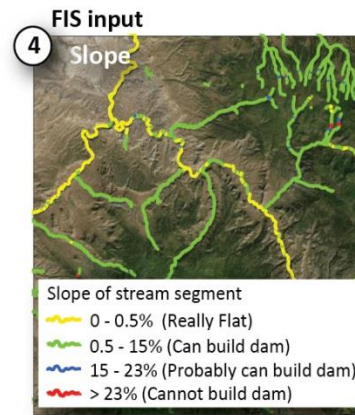 FIS input
4
Slope
Slope of stream segment
0 - 0.5% (Really Flat)
0.5 - 15% (Can build dam)
15 - 23% (Probably can build dam)
> 23% (Cannot build dam)